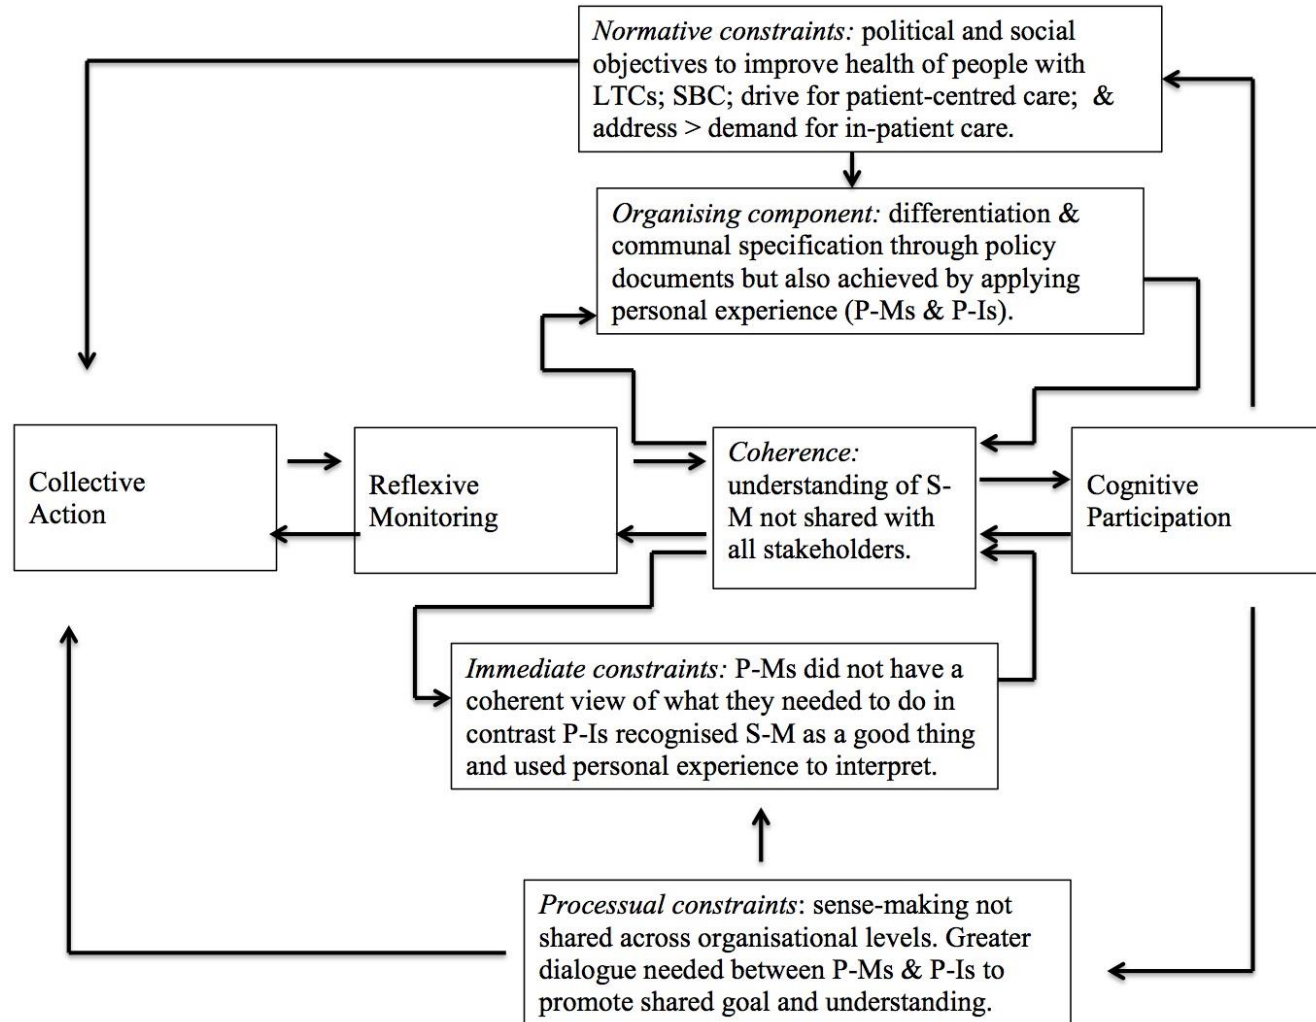 Normative constraints: political and social
objectives to improve health of people with
LTCs; SBC; drive for patient-centred care;  &
address > demand for in-patient care.
Organising component: differentiation &
communal specification through policy
documents but also achieved by applying
personal experience (P-Ms & P-Is).
Collective
Action
Reflexive
Monitoring
Coherence:
understanding of S-
M not shared with
all stakeholders.
Cognitive
Participation
Immediate constraints: P-Ms did not have a
coherent view of what they needed to do in
contrast P-Is recognised S-M as a good thing
and used personal experience to interpret.
Processual constraints: sense-making not
shared across organisational levels. Greater
dialogue needed between P-Ms & P-Is to
promote shared goal and understanding.